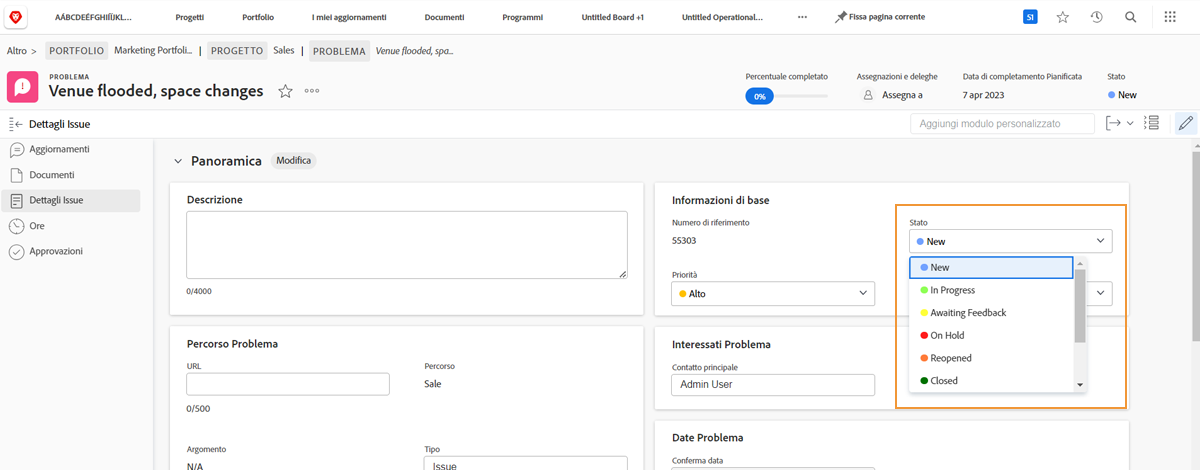 AÁBCDEÉFGHIÍJKL...
Progetti
Portfolio
I miei aggiornamenti
Documenti
Programmi
Untitled Board +1
Untitled Operational...
Fissa pagina corrente
S1
Altro >
PORTFOLIO
Marketing Portfoli...
PROGETTO
Sales
PROBLEMA
Venue flooded, spa...
PROBLEMA
Venue flooded, space changes
Percentuale completato
0%
Assegnazioni e deleghe
Assegna a
Data di completamento Pianificata
7 apr 2023
Stato
New
Dettagli Issue
Aggiungi modulo personalizzato
Aggiornamenti
Documenti
Dettagli Issue
Ore
Approvazioni
Panoramica
Modifica
Descrizione
0/4000
Percorso Problema
URL
0/500
Percorso
Sale
Argomento
N/A
Tipo
Issue
Informazioni di base
Numero di riferimento
55303
Priorità
Alto
Stato
New
New
In Progress
Awaiting Feedback
On Hold
Reopened
Closed
Interessati Problema
Contatto principale
Admin User
Date Problema
Conferma data